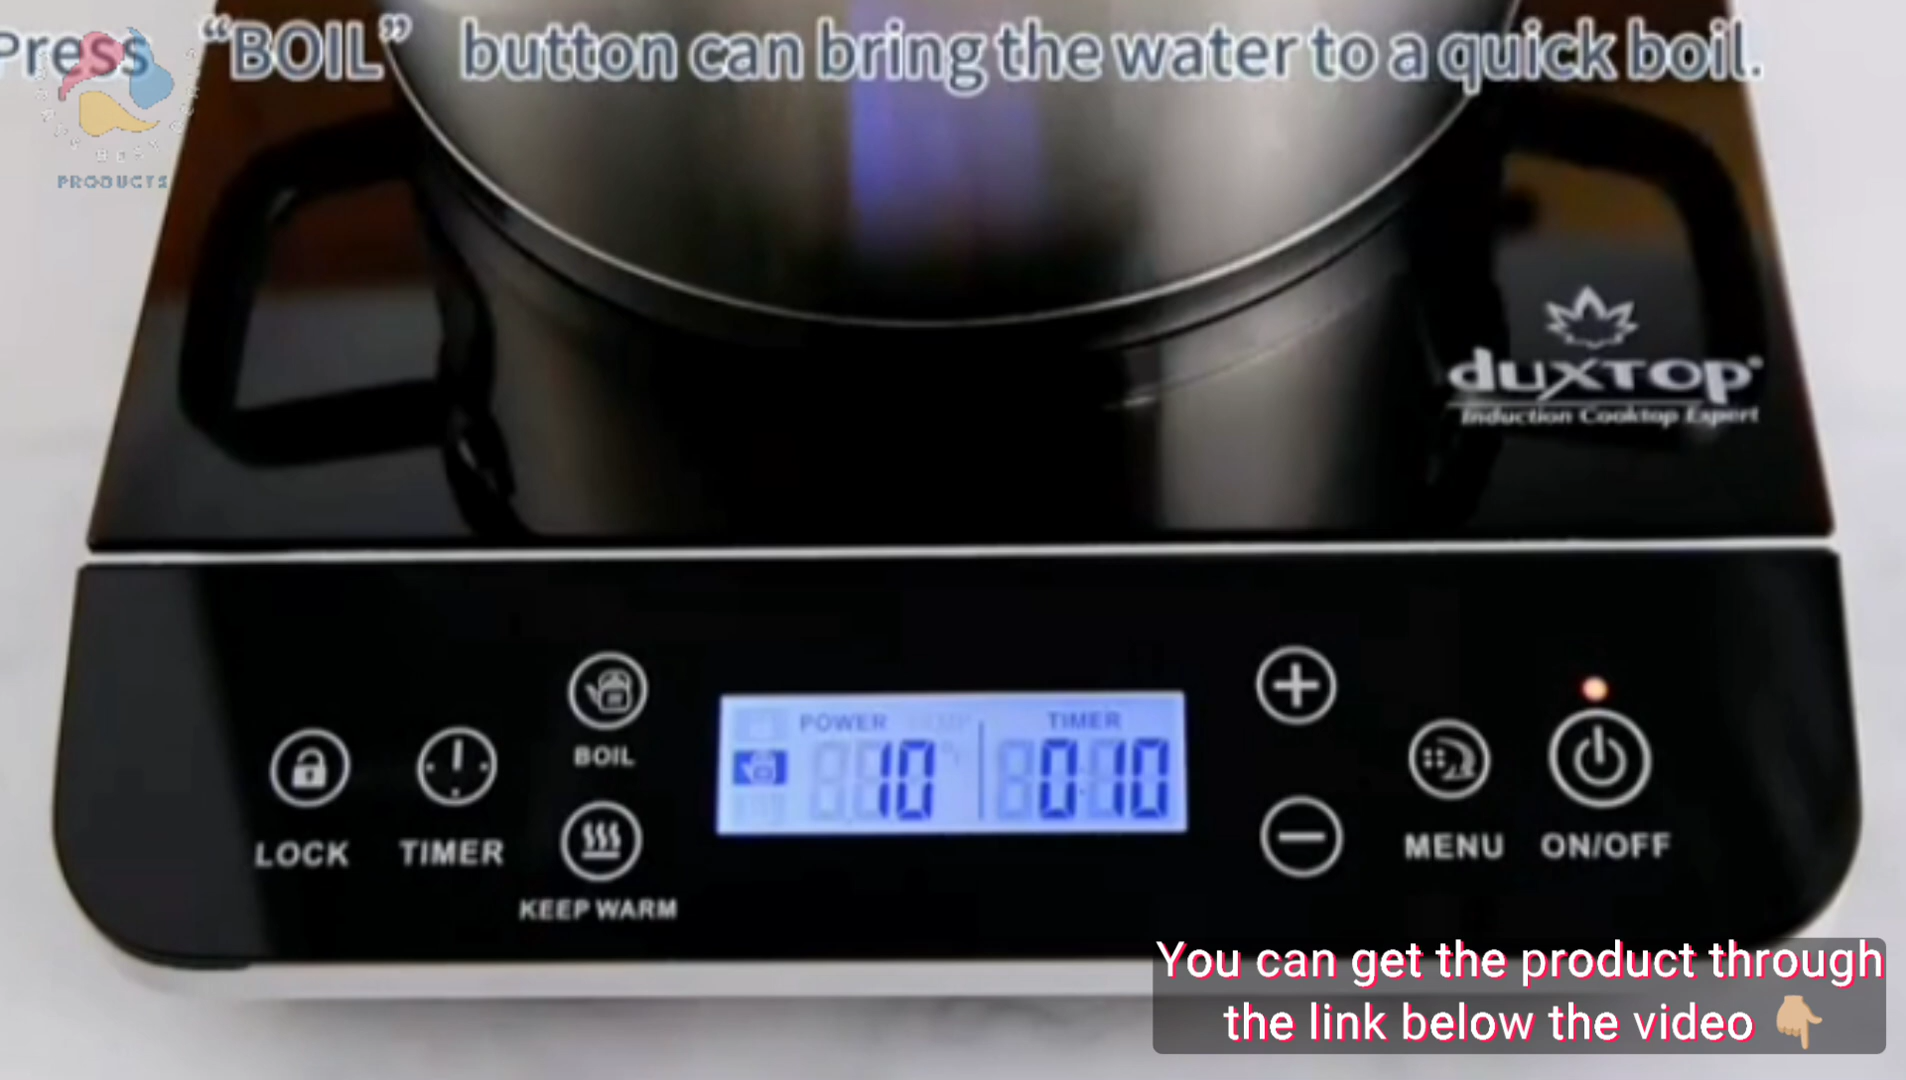 Press “BOIL” button can bring the water to a quick boil.
PRODUCTS
duxtop®
Induction Cooktop Expert
BOIL
LOCK
TIMER
KEEP WARM
POWER
10
TIMER
0:10
MENU
ON/OFF
You can get the product through
the link below the video 👇🏼